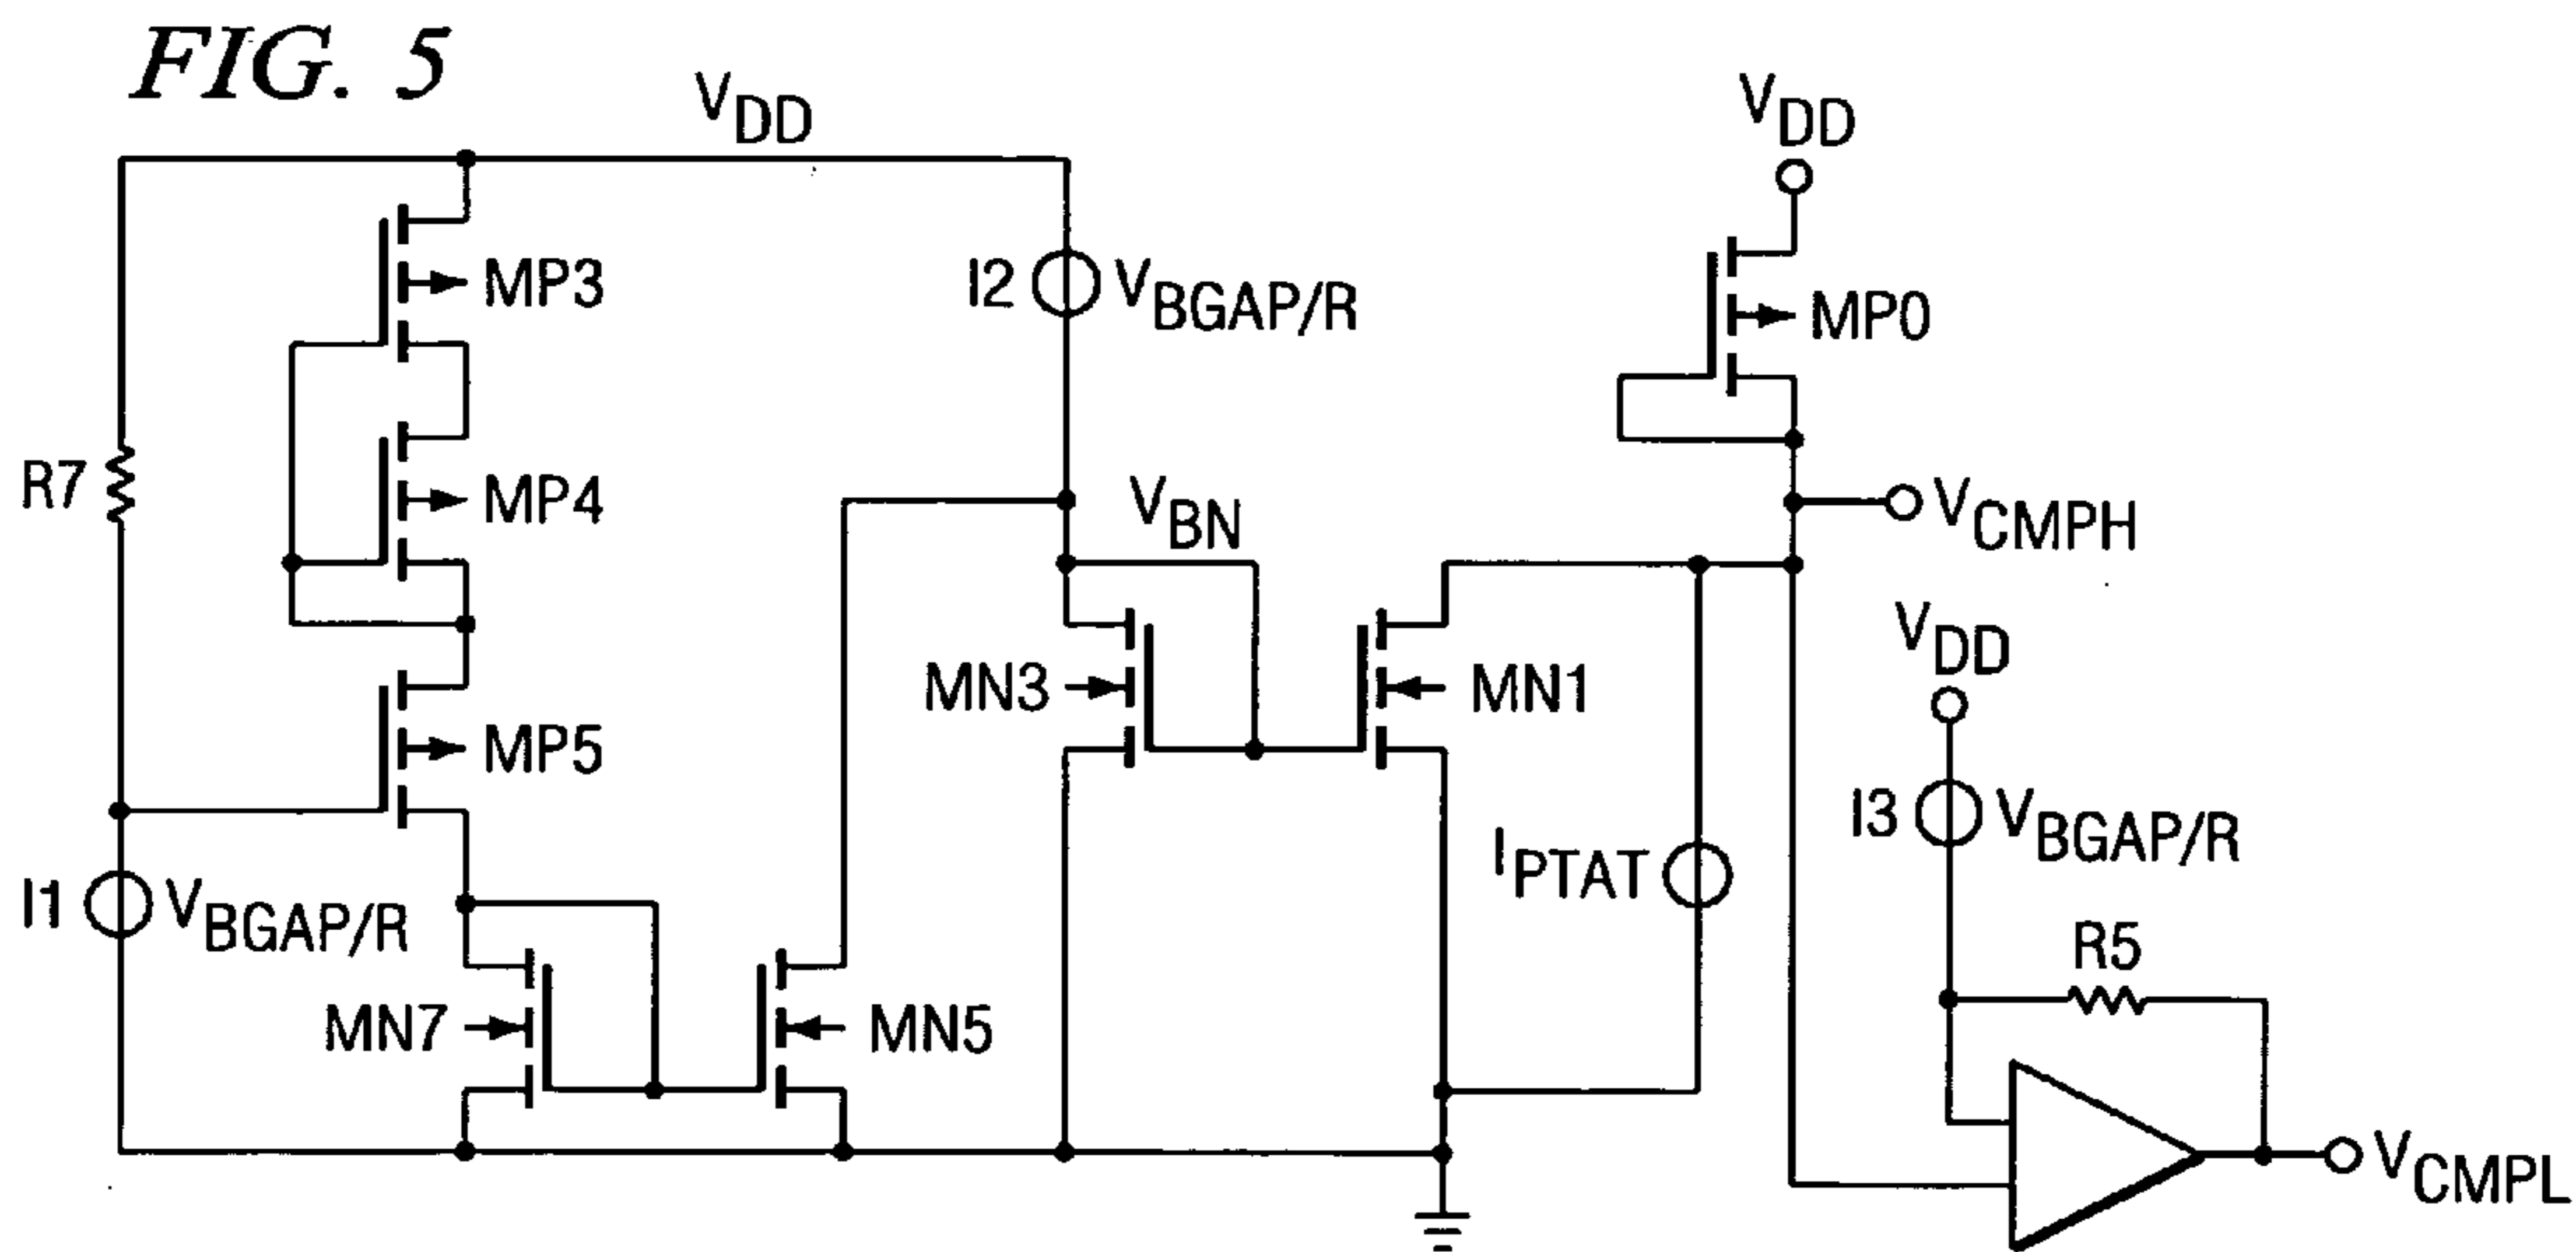 FIG. 5
VDD
VDD
MP3
I2
VBGAP/R
MP0
R7
MP4
VBN
VCMPH
VDD
MN3
MN1
MP5
I3
VBGAP/R
IPTAT
I1
VBGAP/R
R5
MN7
MN5
VCMPL